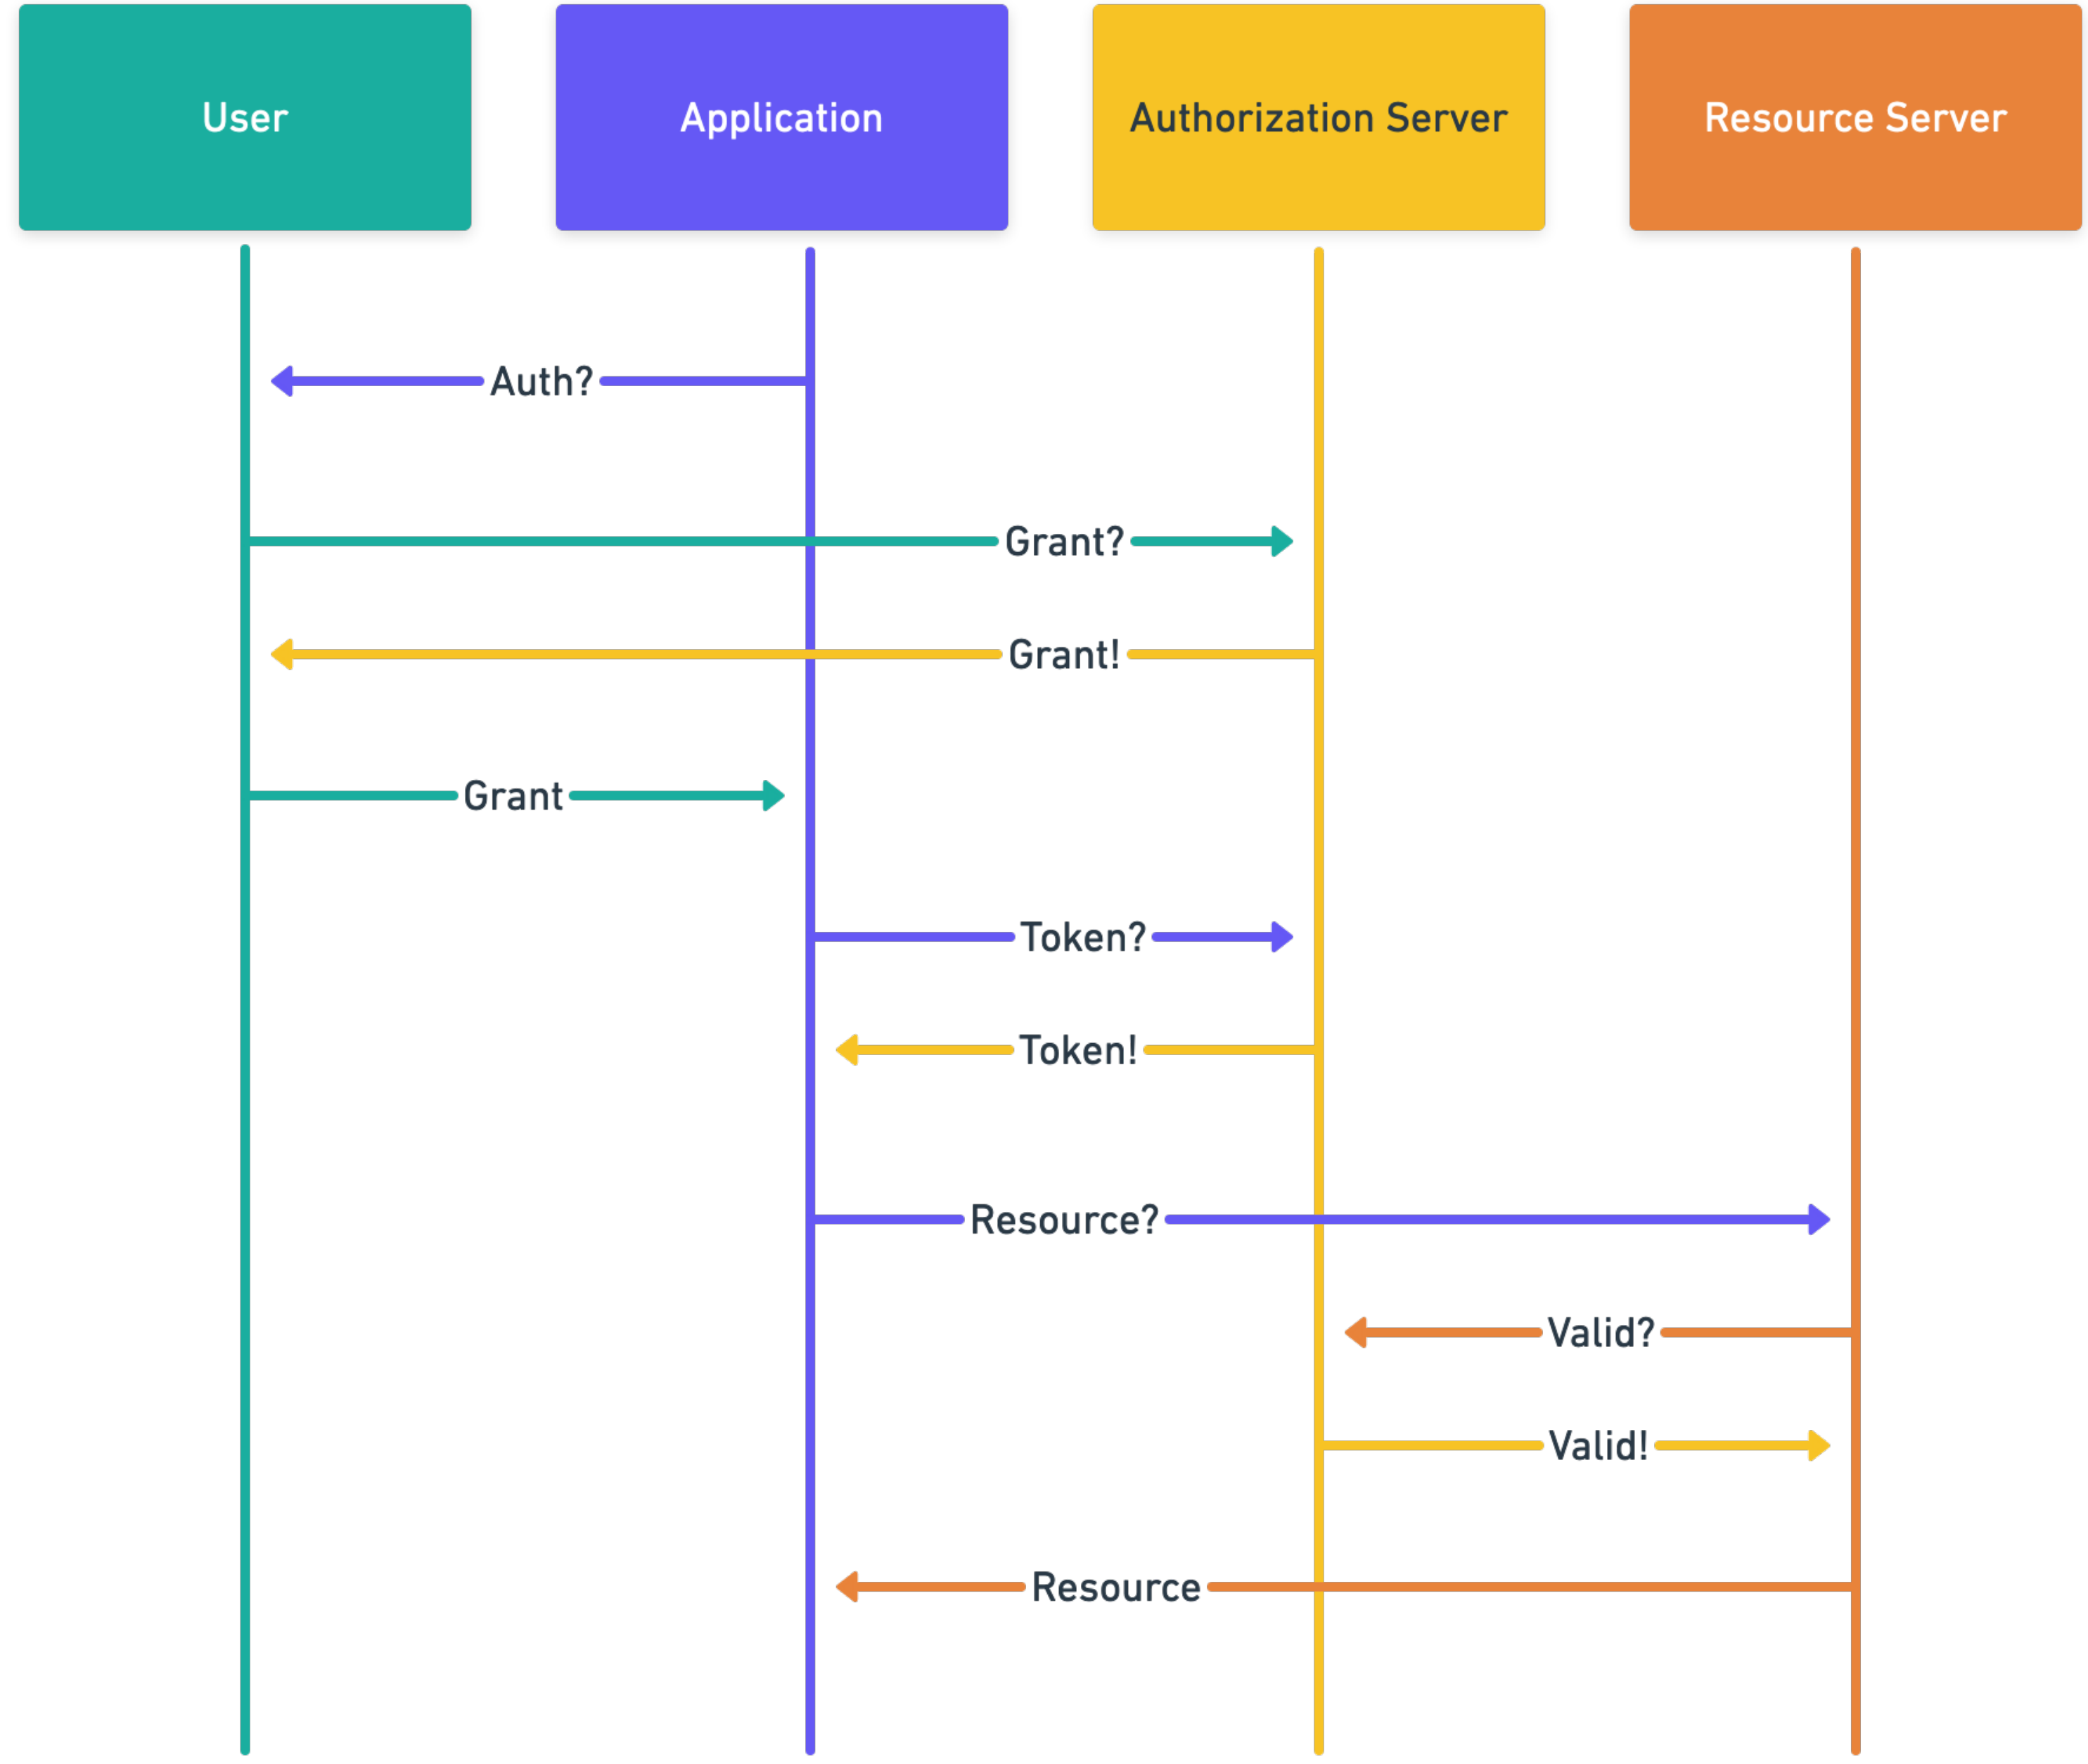 User
Application
Authorization Server
Resource Server
Auth?
Grant?
Grant!
Grant
Token?
Token!
Resource?
Valid?
Valid!
Resource